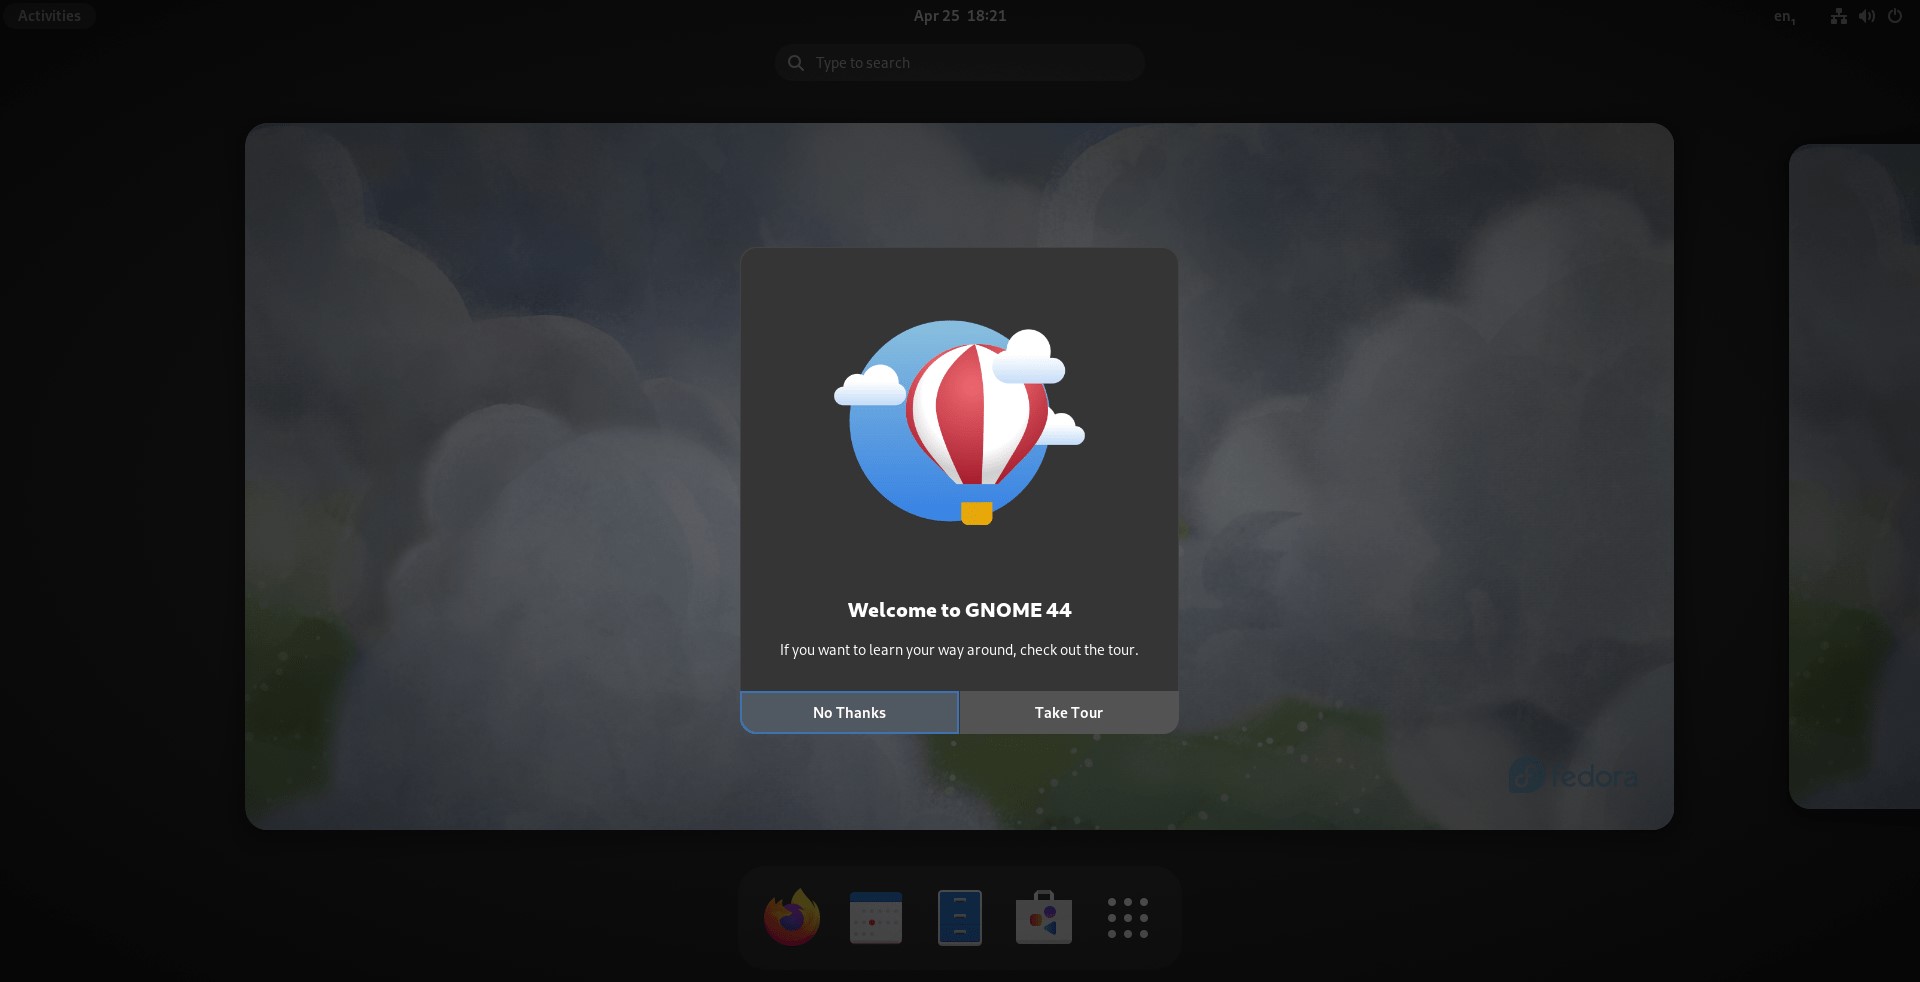 Activities
Apr 25 18:21
en₁
Type to search
Welcome to GNOME 44
If you want to learn your way around, check out the tour.
No Thanks
Take Tour
fedora